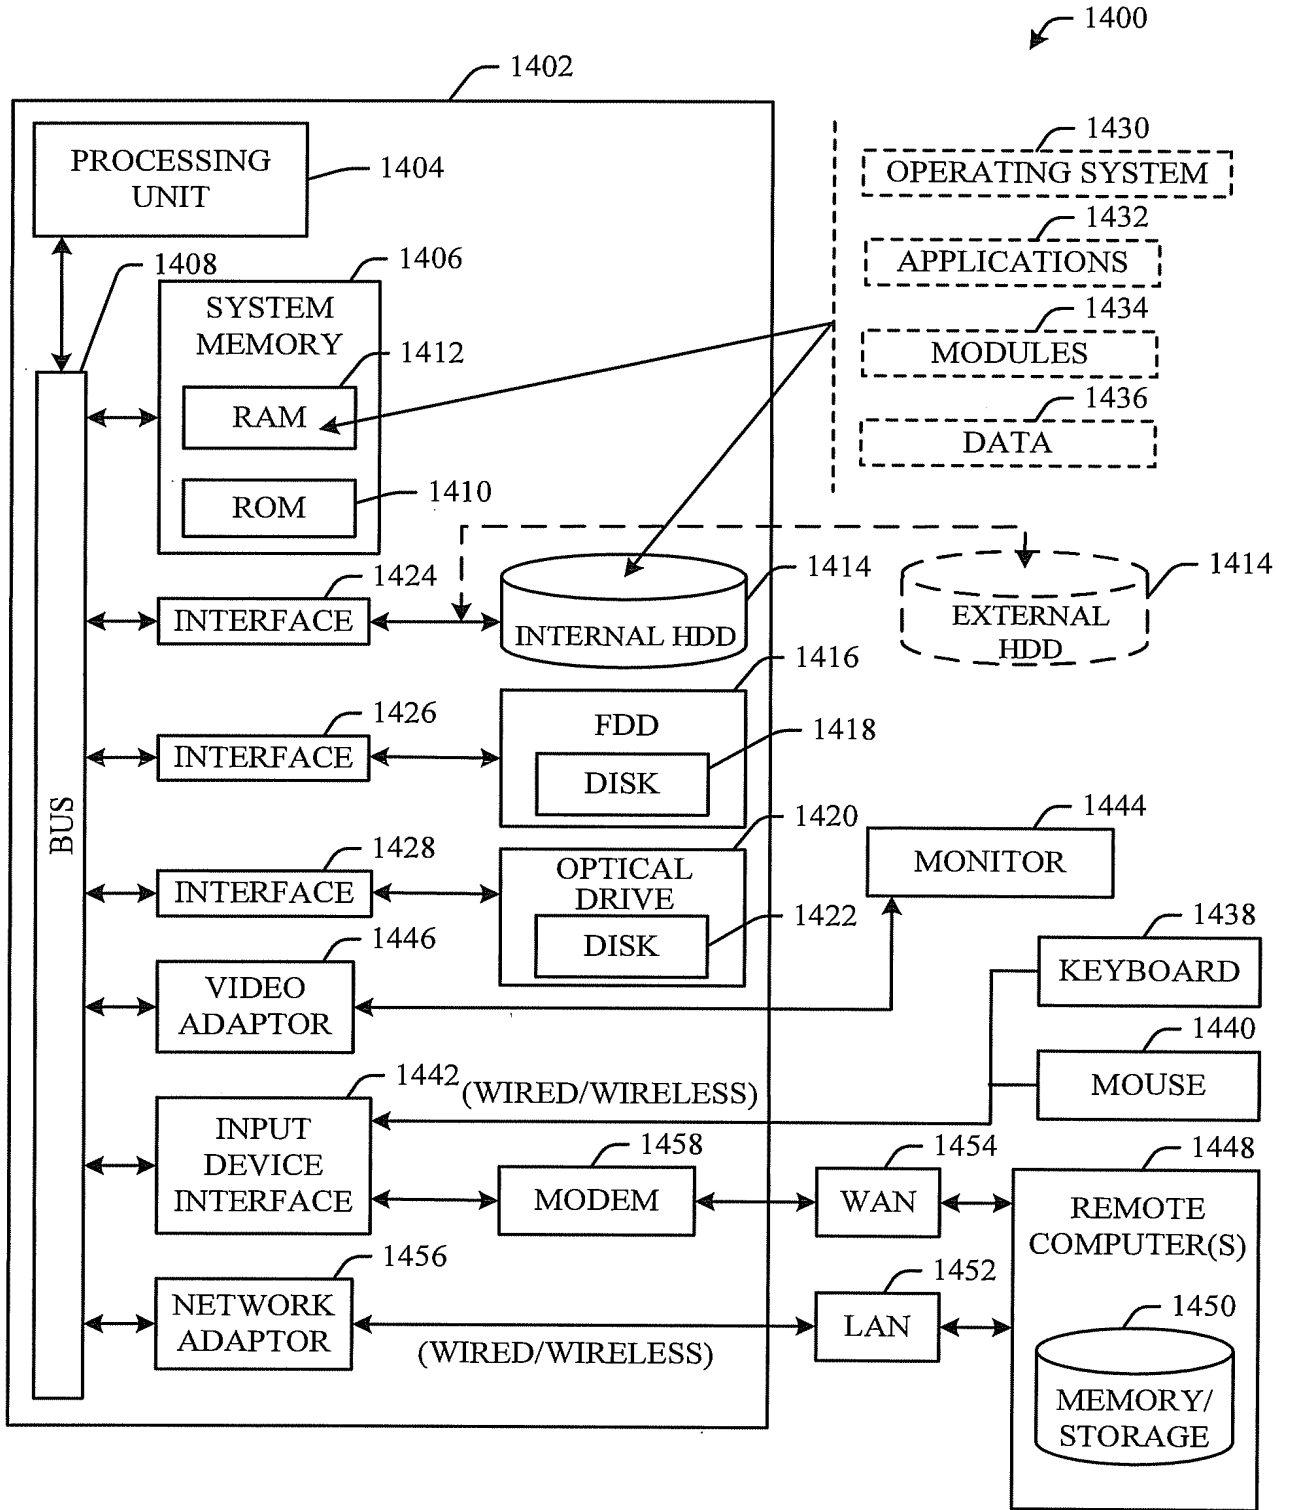 1400
1402
PROCESSING
UNIT
1404
1430
OPERATING SYSTEM
1432
APPLICATIONS
1434
MODULES
1436
DATA
1408
1406
SYSTEM
MEMORY
1412
RAM
1410
ROM
1424
INTERFACE
1414
INTERNAL HDD
1414
EXTERNAL
HDD
1416
FDD
1426
INTERFACE
1418
DISK
BUS
1420
OPTICAL
DRIVE
1428
INTERFACE
1422
DISK
1444
MONITOR
1446
VIDEO
ADAPTOR
1438
KEYBOARD
1440
MOUSE
1442
(WIRED/WIRELESS)
INPUT
DEVICE
INTERFACE
1458
MODEM
1454
WAN
1448
REMOTE
COMPUTER(S)
1456
NETWORK
ADAPTOR
(WIRED/WIRELESS)
1452
LAN
1450
MEMORY/
STORAGE